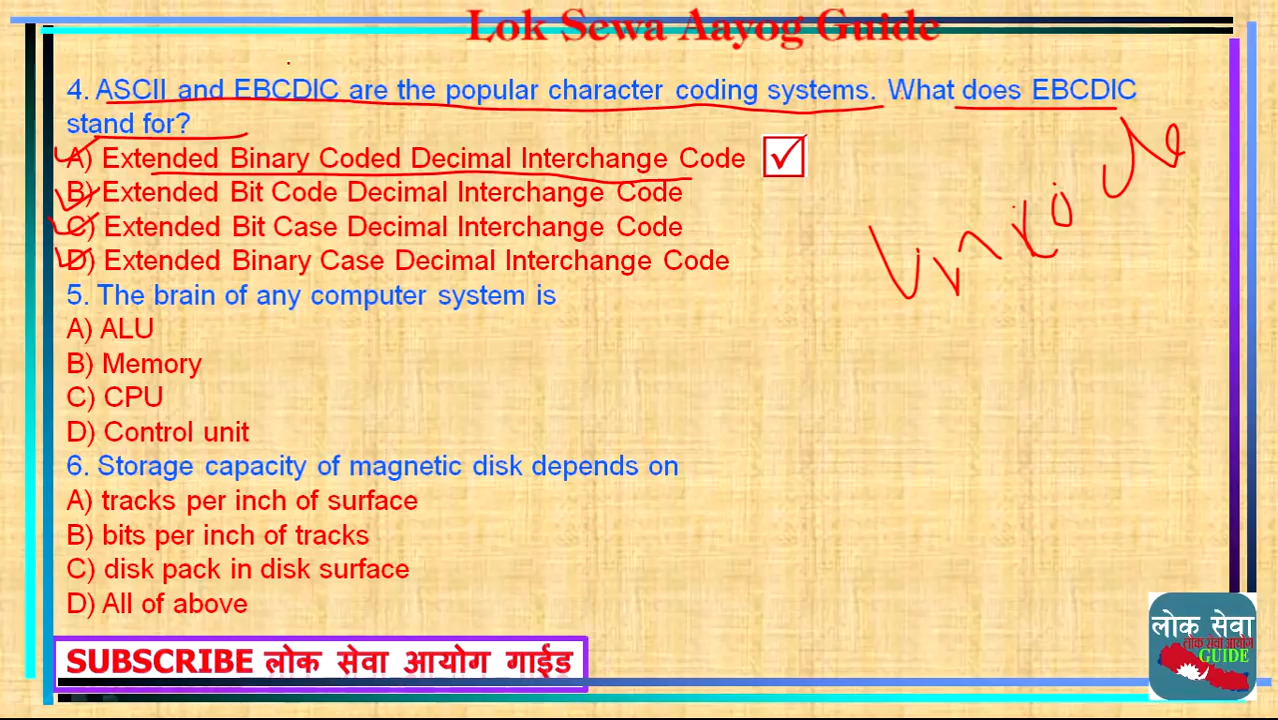 Lok Sewa Aayog Guide
4. ASCII and EBCDIC are the popular character coding systems. What does EBCDIC
stand for?
A) Extended Binary Coded Decimal Interchange Code
B) Extended Bit Code Decimal Interchange Code
C) Extended Bit Case Decimal Interchange Code
D) Extended Binary Case Decimal Interchange Code
Unicode
5. The brain of any computer system is
A) ALU
B) Memory
C) CPU
D) Control unit
6. Storage capacity of magnetic disk depends on
A) tracks per inch of surface
B) bits per inch of tracks
C) disk pack in disk surface
D) All of above
SUBSCRIBE लोक सेवा आयोग गाईड
लोक सेवा
लोक सेवा आयोग
GUIDE